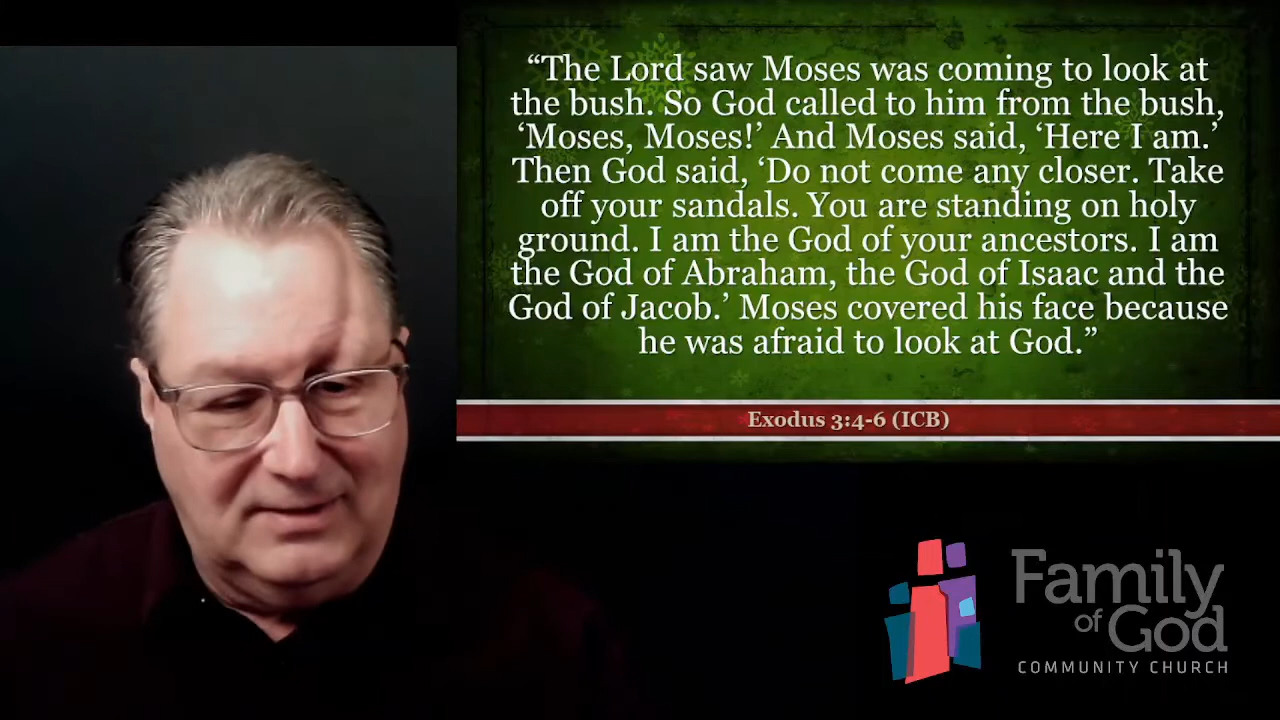 “The Lord saw Moses was coming to look at
the bush. So God called to him from the bush,
‘Moses, Moses!’ And Moses said, ‘Here I am.’
Then God said, ‘Do not come any closer. Take
off your sandals. You are standing on holy
ground. I am the God of your ancestors. I am
the God of Abraham, the God of Isaac and the
God of Jacob.’ Moses covered his face because
he was afraid to look at God.”
Exodus 3:4-6 (ICB)
Family
of God
COMMUNITY CHURCH